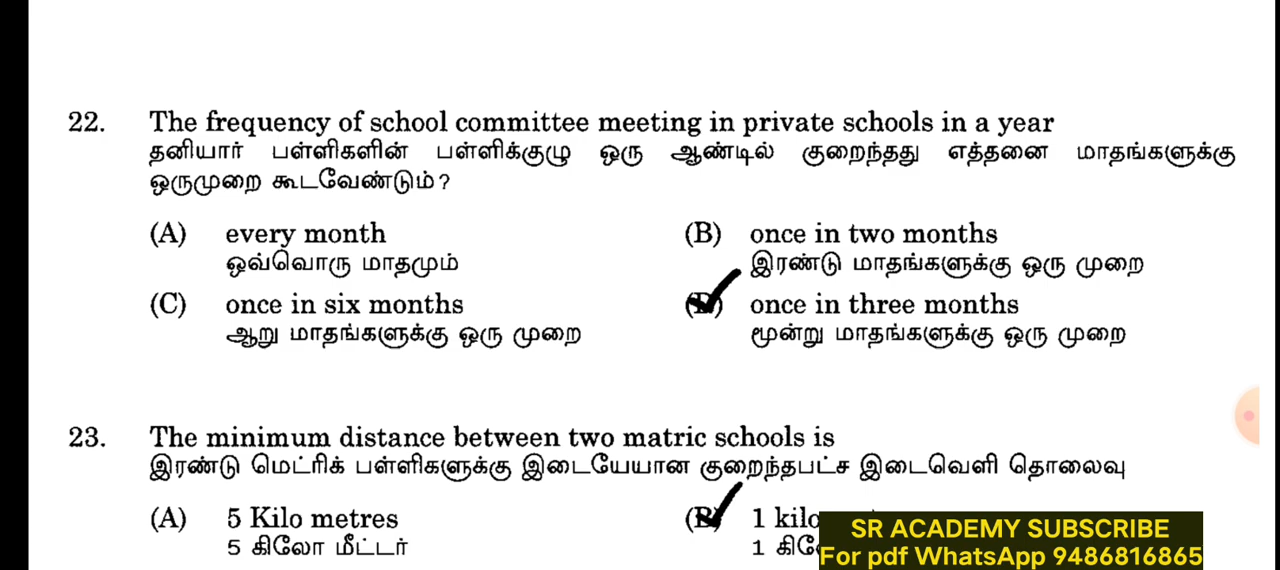 22. The frequency of school committee meeting in private schools in a year
தனியார் பள்ளிகளின் பள்ளிக்குழு ஒரு ஆண்டில் குறைந்தது எத்தனை மாதங்களுக்கு
ஒருமுறை கூடவேண்டும்?
(A) every month (B) once in two months
ஒவ்வொரு மாதமும் இரண்டு மாதங்களுக்கு ஒரு முறை
(C) once in six months once in three months
ஆறு மாதங்களுக்கு ஒரு முறை மூன்று மாதங்களுக்கு ஒரு முறை
23. The minimum distance between two matric schools is
இரண்டு மெட்ரிக் பள்ளிகளுக்கு இடையேயான குறைந்தபட்ச இடைவெளி தொலைவு
(A) 5 Kilo metres (B) 1
5 கிலோ மீட்டர் 1
SR ACADEMY SUBSCRIBE
For pdf WhatsApp 9486816865